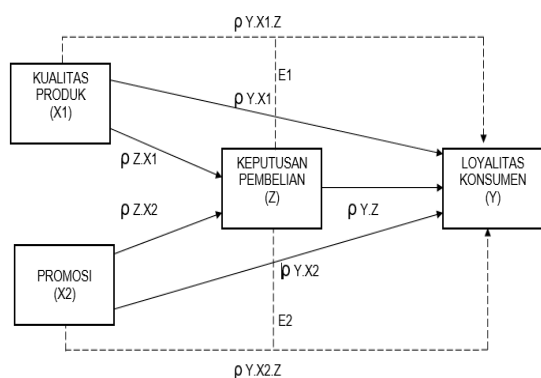 ρ Y.X1.Z
KUALITAS
PRODUK
(X1)
E1
ρ Y.X1
ρ Z.X1
KEPUTUSAN
PEMBELIAN
(Z)
LOYALITAS
KONSUMEN
(Y)
ρ Z.X2
ρ Y.Z
PROMOSI
(X2)
ρ Y.X2
E2
ρ Y.X2.Z